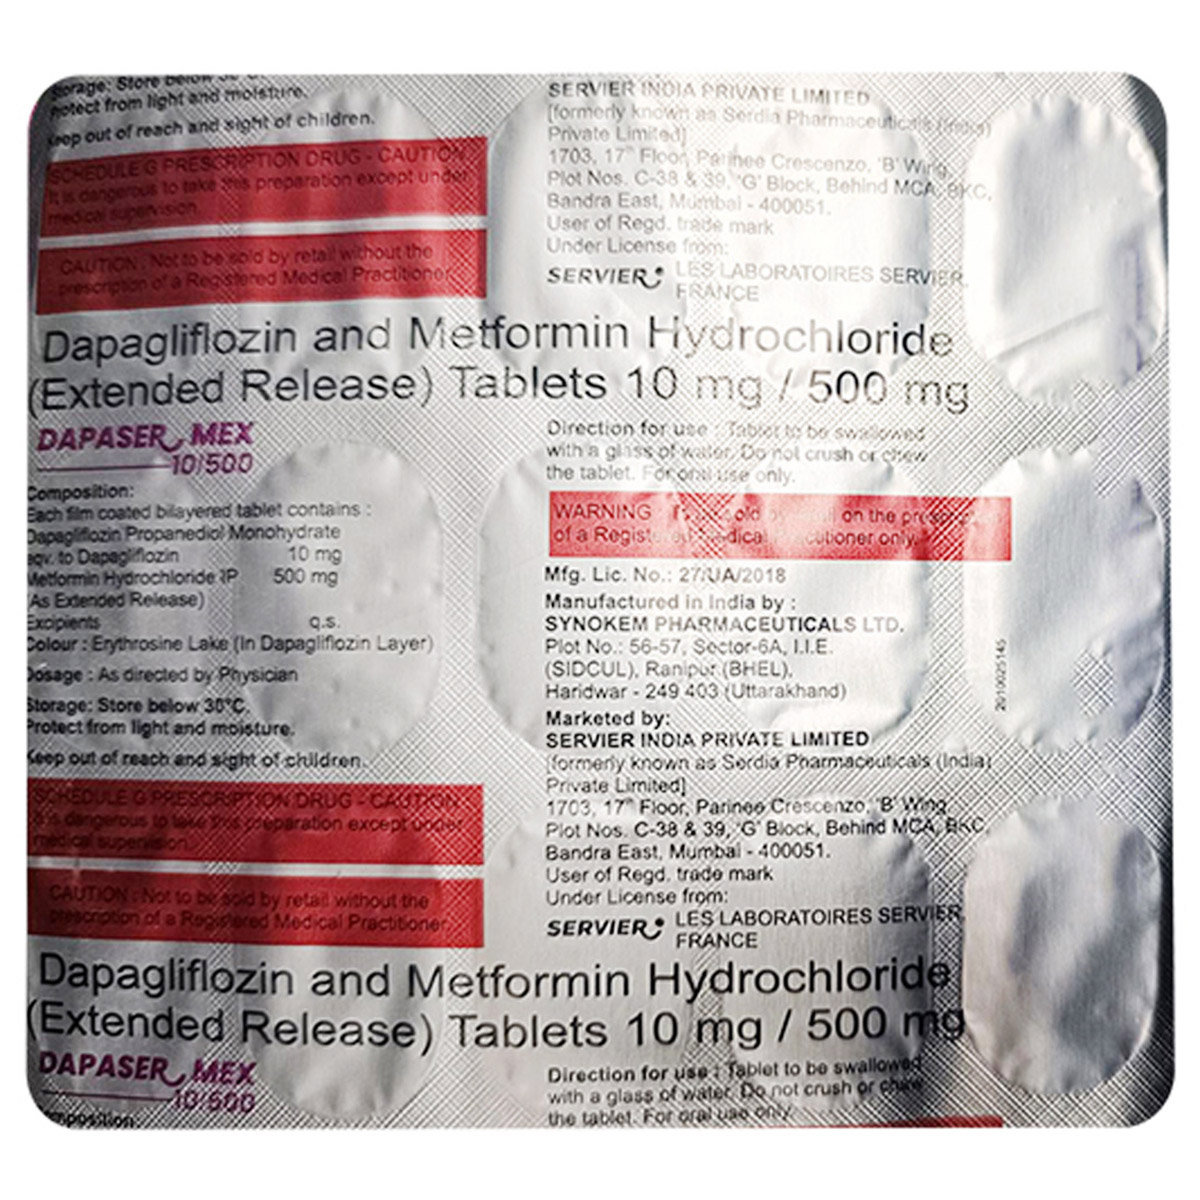 Storage: Store below 30°C.
Protect from light and moisture.
Keep out of reach and sight of children.
SCHEDULE G PRESCRIPTION DRUG - CAUTION
It is dangerous to take this preparation except under
medical supervision
CAUTION : Not to be sold by retail without the
prescription of a Registered Medical Practitioner
SERVIER INDIA PRIVATE LIMITED
[formerly known as Serdia Pharmaceuticals (India)
Private Limited]
1703, 17th Floor, Parinee Crescenzo, 'B' Wing,
Plot Nos. C-38 & 39, 'G' Block, Behind MCA, BKC,
Bandra East, Mumbai - 400051.
User of Regd. trade mark
Under License from:
SERVIER LES LABORATOIRES SERVIER,
FRANCE
Dapagliflozin and Metformin Hydrochloride
(Extended Release) Tablets 10 mg / 500 mg
DAPASER MEX
10/500
Composition:
Each film coated bilayered tablet contains :
Dapagliflozin Propanediol Monohydrate
eqv. to Dapagliflozin 10 mg
Metformin Hydrochloride IP 500 mg
(As Extended Release)
Excipients q.s.
Colour : Erythrosine Lake (In Dapagliflozin Layer)
Dosage : As directed by Physician
Storage: Store below 30°C.
Protect from light and moisture.
Keep out of reach and sight of children.
SCHEDULE G PRESCRIPTION DRUG - CAUTION
It is dangerous to take this preparation except under
medical supervision
CAUTION : Not to be sold by retail without the
prescription of a Registered Medical Practitioner
Direction for use : Tablet to be swallowed
with a glass of water. Do not crush or chew
the tablet. For oral use only.
WARNING on the
of a Registered Medical Practitioner only.
Mfg. Lic. No.: 27/UA/2018
Manufactured in India by :
SYNOKEM PHARMACEUTICALS LTD.
Plot No.: 56-57, Sector-6A, I.I.E.
(SIDCUL), Ranipur (BHEL),
Haridwar - 249 403 (Uttarakhand)
Marketed by:
SERVIER INDIA PRIVATE LIMITED
[formerly known as Serdia Pharmaceuticals (India)
Private Limited]
1703, 17th Floor, Parinee Crescenzo, 'B' Wing
Plot Nos. C-38 & 39, 'G' Block, Behind MCA, BKC,
Bandra East, Mumbai - 400051.
User of Regd. trade mark
Under License from:
SERVIER LES LABORATOIRES SERVIER,
FRANCE
2010025145
Dapagliflozin and Metformin Hydrochloride
(Extended Release) Tablets 10 mg / 500 mg
DAPASER MEX
10/500
Composition:
Direction for use : Tablet to be swallowed
with a glass of water. Do not crush or chew
the tablet. For oral use only.